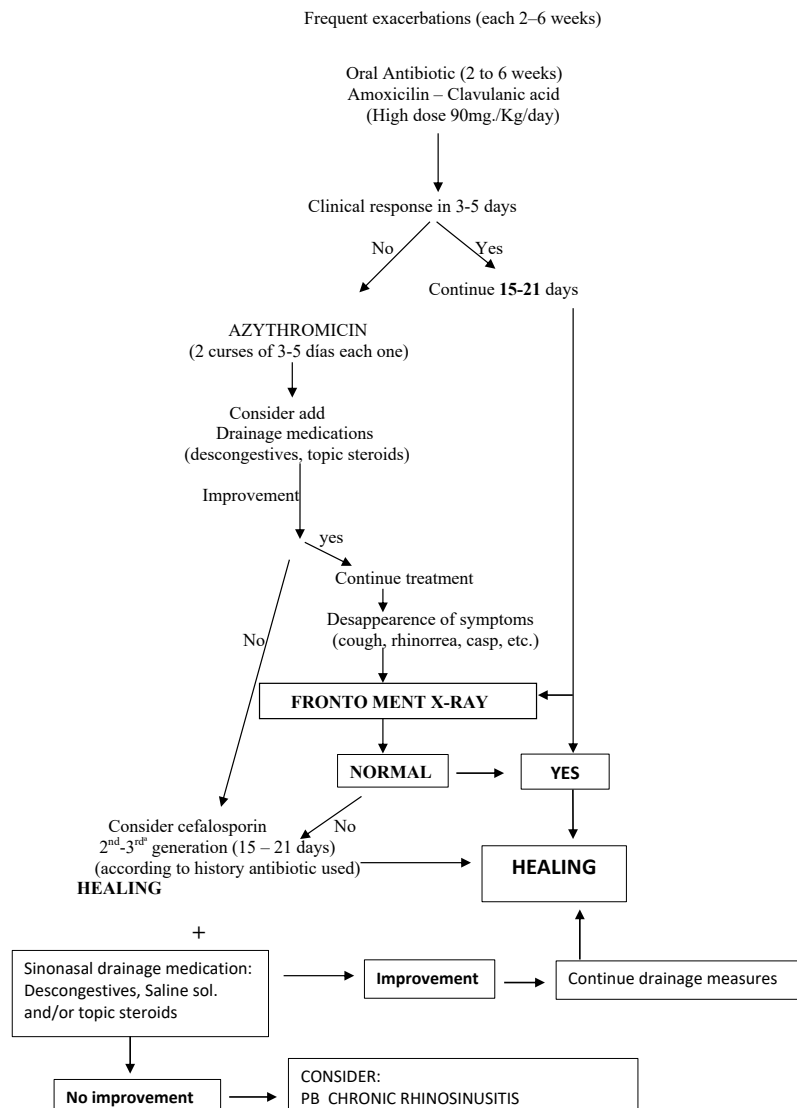 Frequent exacerbations (each 2–6 weeks)
Oral Antibiotic (2 to 6 weeks)
Amoxicilin – Clavulanic acid
(High dose 90mg./Kg/day)
Clinical response in 3-5 days
No
Yes
Continue 15-21 days
AZYTHROMICIN
(2 curses of 3-5 días each one)
Consider add
Drainage medications
(descongestives, topic steroids)
Improvement
yes
Continue treatment
Desappearence of symptoms
(cough, rhinorrea, casp, etc.)
No
FRONTO MENT X-RAY
NORMAL
YES
No
Consider cefalosporin
2nd-3rdª generation (15 – 21 days)
(according to history antibiotic used)
HEALING
HEALING
+
Sinonasal drainage medication:
Descongestives, Saline sol.
and/or topic steroids
Improvement
Continue drainage measures
No improvement
CONSIDER:
PB CHRONIC RHINOSINUSITIS